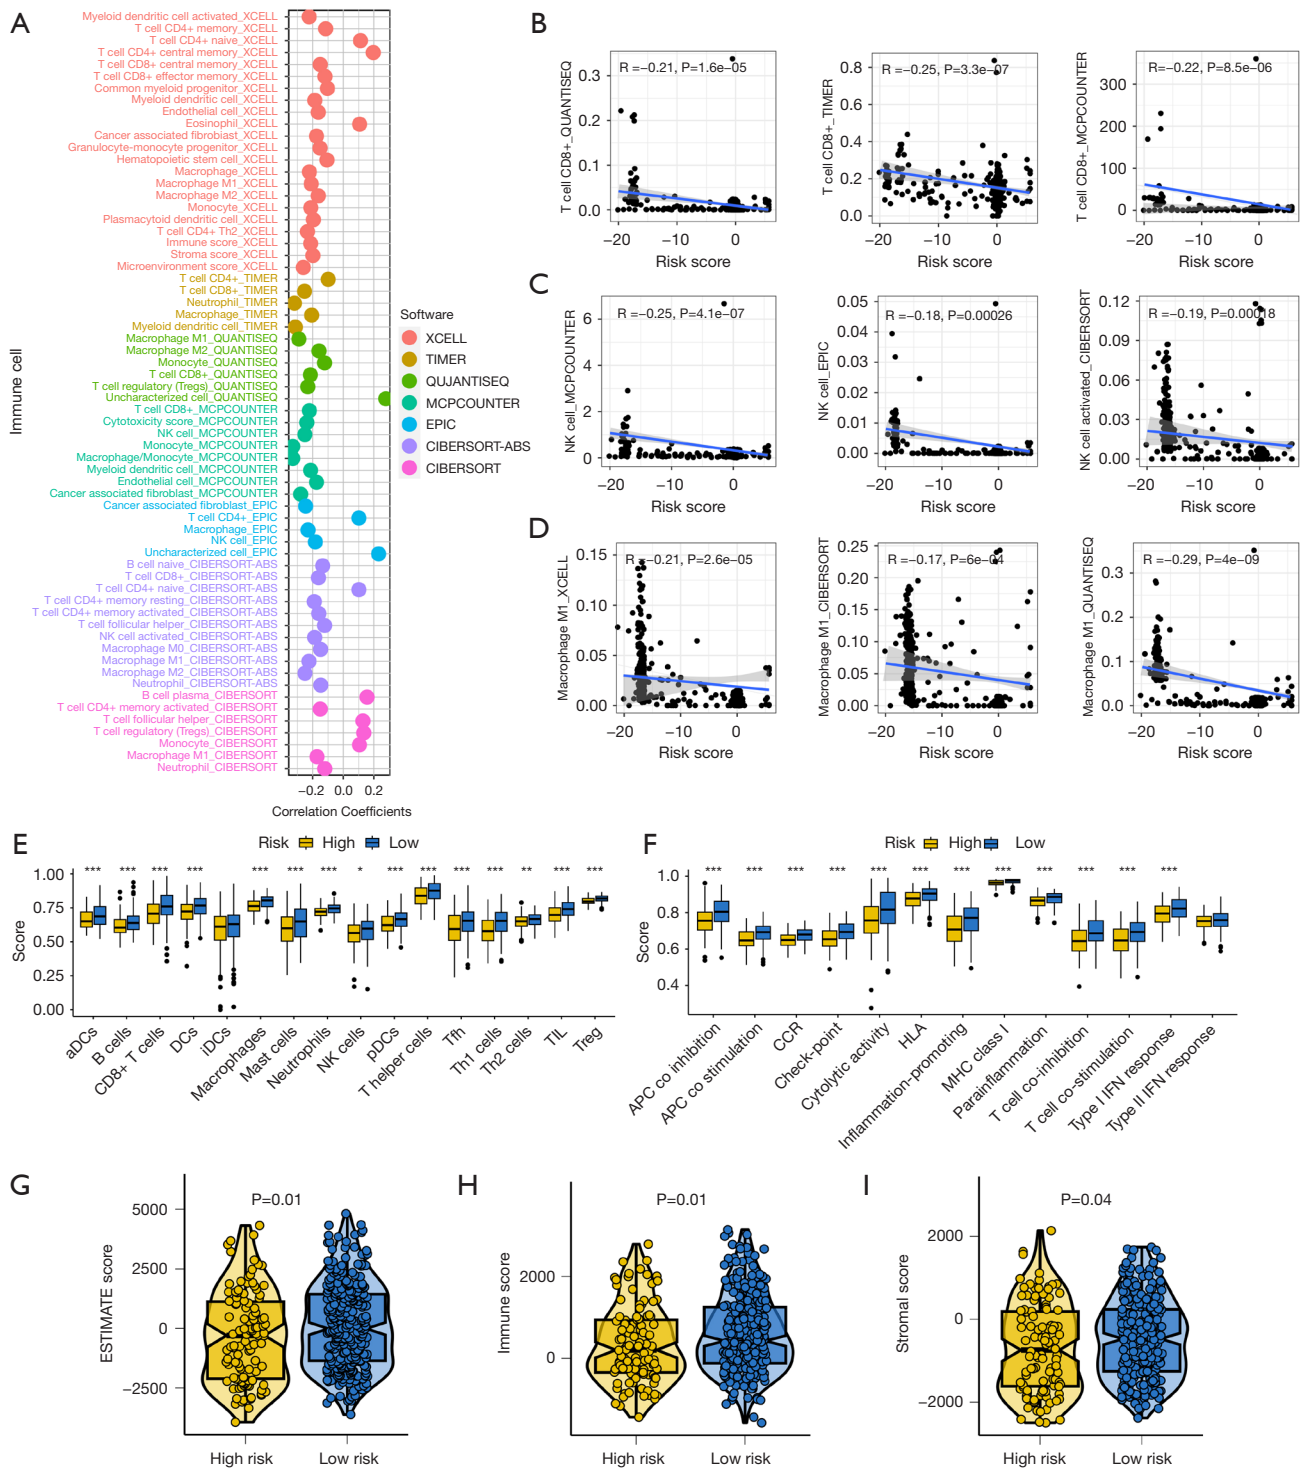 A
Immune cell
Myeloid dendritic cell activated_XCELL
T cell CD4+ memory_XCELL
T cell CD4+ naive_XCELL
T cell CD4+ central memory_XCELL
T cell CD8+ central memory_XCELL
T cell CD8+ effector memory_XCELL
Common myeloid progenitor_XCELL
Myeloid dendritic cell_XCELL
Endothelial cell_XCELL
Eosinophil_XCELL
Cancer associated fibroblast_XCELL
Granulocyte-monocyte progenitor_XCELL
Hematopoietic stem cell_XCELL
Macrophage_XCELL
Macrophage M1_XCELL
Macrophage M2_XCELL
Monocyte_XCELL
Plasmacytoid dendritic cell_XCELL
T cell CD4+ Th2_XCELL
Immune score_XCELL
Stroma score_XCELL
Microenvironment score_XCELL
T cell CD4+_TIMER
T cell CD8+_TIMER
Neutrophil_TIMER
Macrophage_TIMER
Myeloid dendritic cell_TIMER
Macrophage M1_QUANTISEQ
Macrophage M2_QUANTISEQ
Monocyte_QUANTISEQ
T cell CD8+_QUANTISEQ
T cell regulatory (Tregs)_QUANTISEQ
Uncharacterized cell_QUANTISEQ
T cell CD8+_MCPCOUNTER
Cytotoxicity score_MCPCOUNTER
NK cell_MCPCOUNTER
Monocyte_MCPCOUNTER
Macrophage/Monocyte_MCPCOUNTER
Myeloid dendritic cell_MCPCOUNTER
Endothelial cell_MCPCOUNTER
Cancer associated fibroblast_MCPCOUNTER
Cancer associated fibroblast_EPIC
T cell CD4+_EPIC
Macrophage_EPIC
NK cell_EPIC
Uncharacterized cell_EPIC
B cell naive_CIBERSORT-ABS
T cell CD8+_CIBERSORT-ABS
T cell CD4+ naive_CIBERSORT-ABS
T cell CD4+ memory resting_CIBERSORT-ABS
T cell CD4+ memory activated_CIBERSORT-ABS
T cell follicular helper_CIBERSORT-ABS
NK cell activated_CIBERSORT-ABS
Macrophage M0_CIBERSORT-ABS
Macrophage M1_CIBERSORT-ABS
Macrophage M2_CIBERSORT-ABS
Neutrophil_CIBERSORT-ABS
B cell plasma_CIBERSORT
T cell CD4+ memory activated_CIBERSORT
T cell follicular helper_CIBERSORT
T cell regulatory (Tregs)_CIBERSORT
Monocyte_CIBERSORT
Macrophage M1_CIBERSORT
Neutrophil_CIBERSORT
−0.2 0.0 0.2
Correlation Coefficients
Software
XCELL
TIMER
QUJANTISEQ
MCPCOUNTER
EPIC
CIBERSORT-ABS
CIBERSORT
B
T cell CD8+_QUANTISEQ
R =−0.21, P=1.6e−05
0.3
0.2
0.1
0.0
−20 −10 0
Risk score
T cell CD8+_TIMER
R =−0.25, P=3.3e−07
0.8
0.6
0.4
0.2
0.0
−20 −10 0
Risk score
T cell CD8+_MCPCOUNTER
R=−0.22, P=8.5e−06
300
200
100
0
−20 −10 0
Risk score
C
NK cell_MCPCOUNTER
R =−0.25, P=4.1e−07
6
4
2
0
−20 −10 0
Risk score
NK cell_EPIC
R =−0.18, P=0.00026
0.05
0.04
0.03
0.02
0.01
0.00
−20 −10 0
Risk score
NK cell activated_CIBERSORT
R =−0.19, P=0.00018
0.12
0.09
0.06
0.03
0.00
−20 −10 0
Risk score
D
Macrophage M1_XCELL
R =−0.21, P=2.6e−05
0.15
0.10
0.05
0.00
−20 −10 0
Risk score
Macrophage M1_CIBERSORT
R =−0.17, P=6e−04
0.25
0.20
0.15
0.10
0.05
0.00
−20 −10 0
Risk score
Macrophage M1_QUANTISEQ
R =−0.29, P=4e−09
0.3
0.2
0.1
0.0
−20 −10 0
Risk score
E
Risk High Low
*** *** *** *** *** *** *** * *** *** *** *** ** *** ***
Score
1.00
0.75
0.50
0.25
0.00
aDCs
B cells
CD8+ T cells
DCs
iDCs
Macrophages
Mast cells
Neutrophils
NK cells
pDCs
T helper cells
Tfh
Th1 cells
Th2 cells
TIL
Treg
F
Risk High Low
*** *** *** *** *** *** *** *** *** *** *** ***
Score
1.0
0.8
0.6
0.4
APC co inhibition
APC co stimulation
CCR
Check-point
Cytolytic activity
HLA
Inflammation-promoting
MHC class I
Parainflammation
T cell co-inhibition
T cell co-stimulation
Type I IFN response
Type II IFN response
G
P=0.01
ESTIMATE score
5000
2500
0
−2500
High risk Low risk
H
P=0.01
Immune score
2000
0
High risk Low risk
I
P=0.04
Stromal score
2000
0
−2000
High risk Low risk